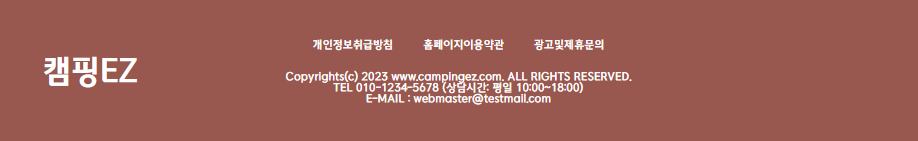 캠핑EZ
개인정보취급방침 홈페이지이용약관 광고및제휴문의
Copyrights(c) 2023 www.campingez.com. ALL RIGHTS RESERVED.
TEL 010-1234-5678 (상담시간: 평일 10:00~18:00)
E-MAIL : webmaster@testmail.com